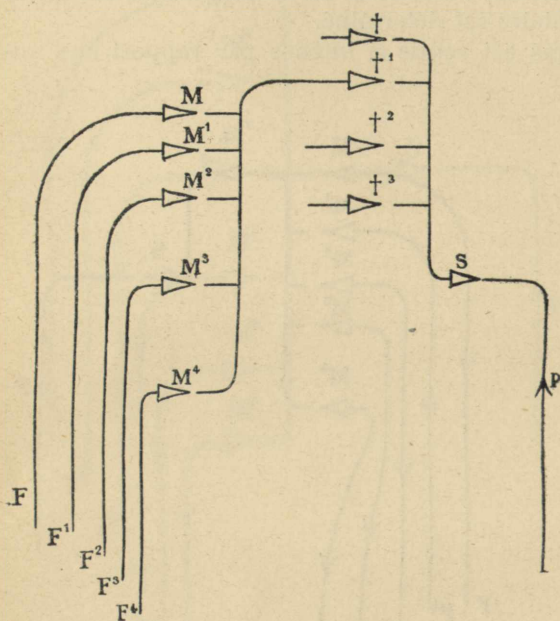 †
† ¹
† ²
† ³
M
M¹
M²
M³
M⁴
S
P
F
F¹
F²
F³
F⁴